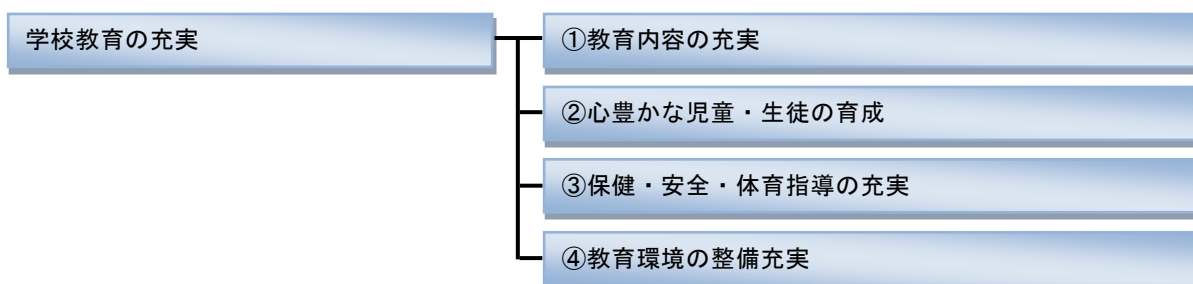 学校教育の充実
①教育内容の充実
②心豊かな児童・生徒の育成
③保健・安全・体育指導の充実
④教育環境の整備充実